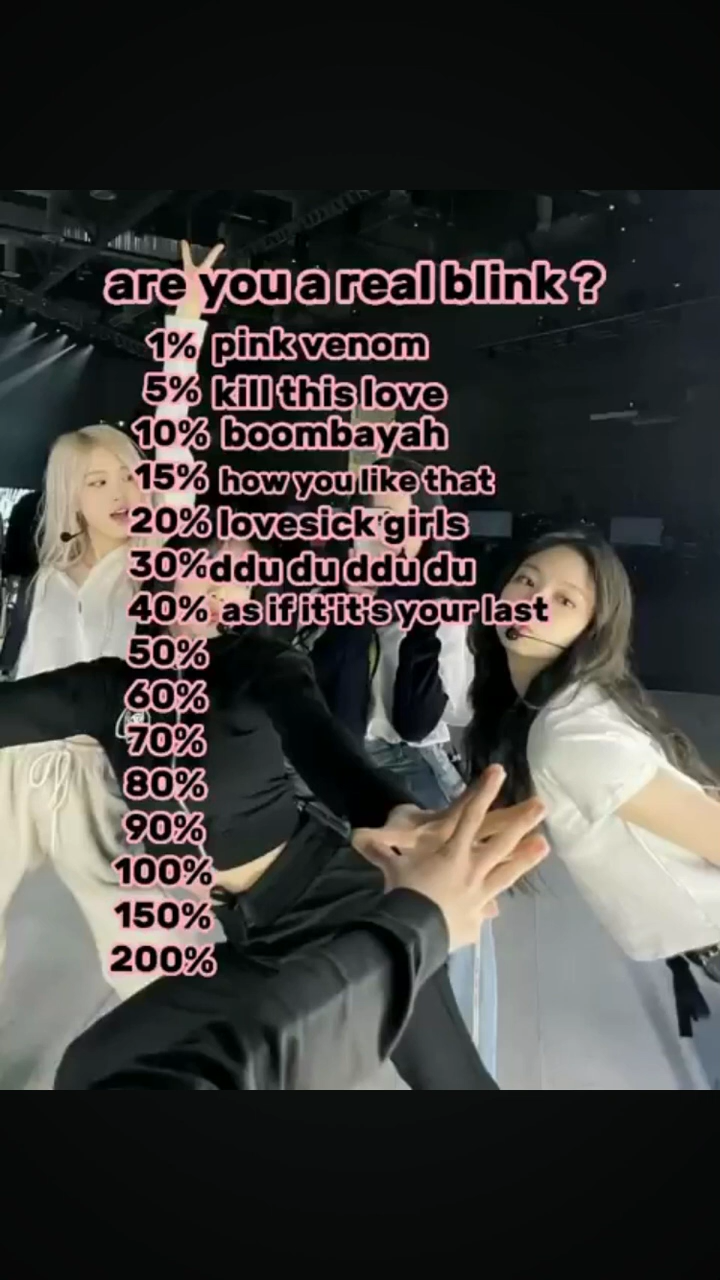 are you a real blink ?
1% pink venom
5% kill this love
10% boombayah
15% how you like that
20% lovesick girls
30% ddu du ddu du
40% as if it'it's your last
50%
60%
70%
80%
90%
100%
150%
200%